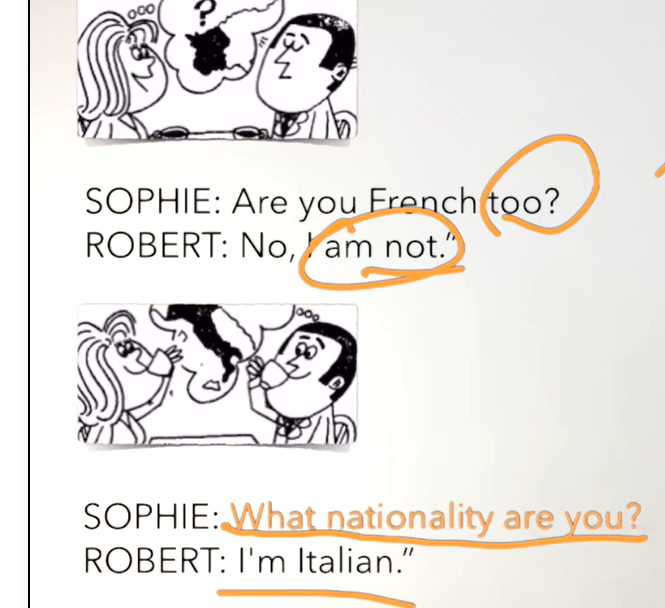 ?
SOPHIE: Are you French too?
ROBERT: No, I am not.”
SOPHIE: What nationality are you?
ROBERT: I'm Italian.”